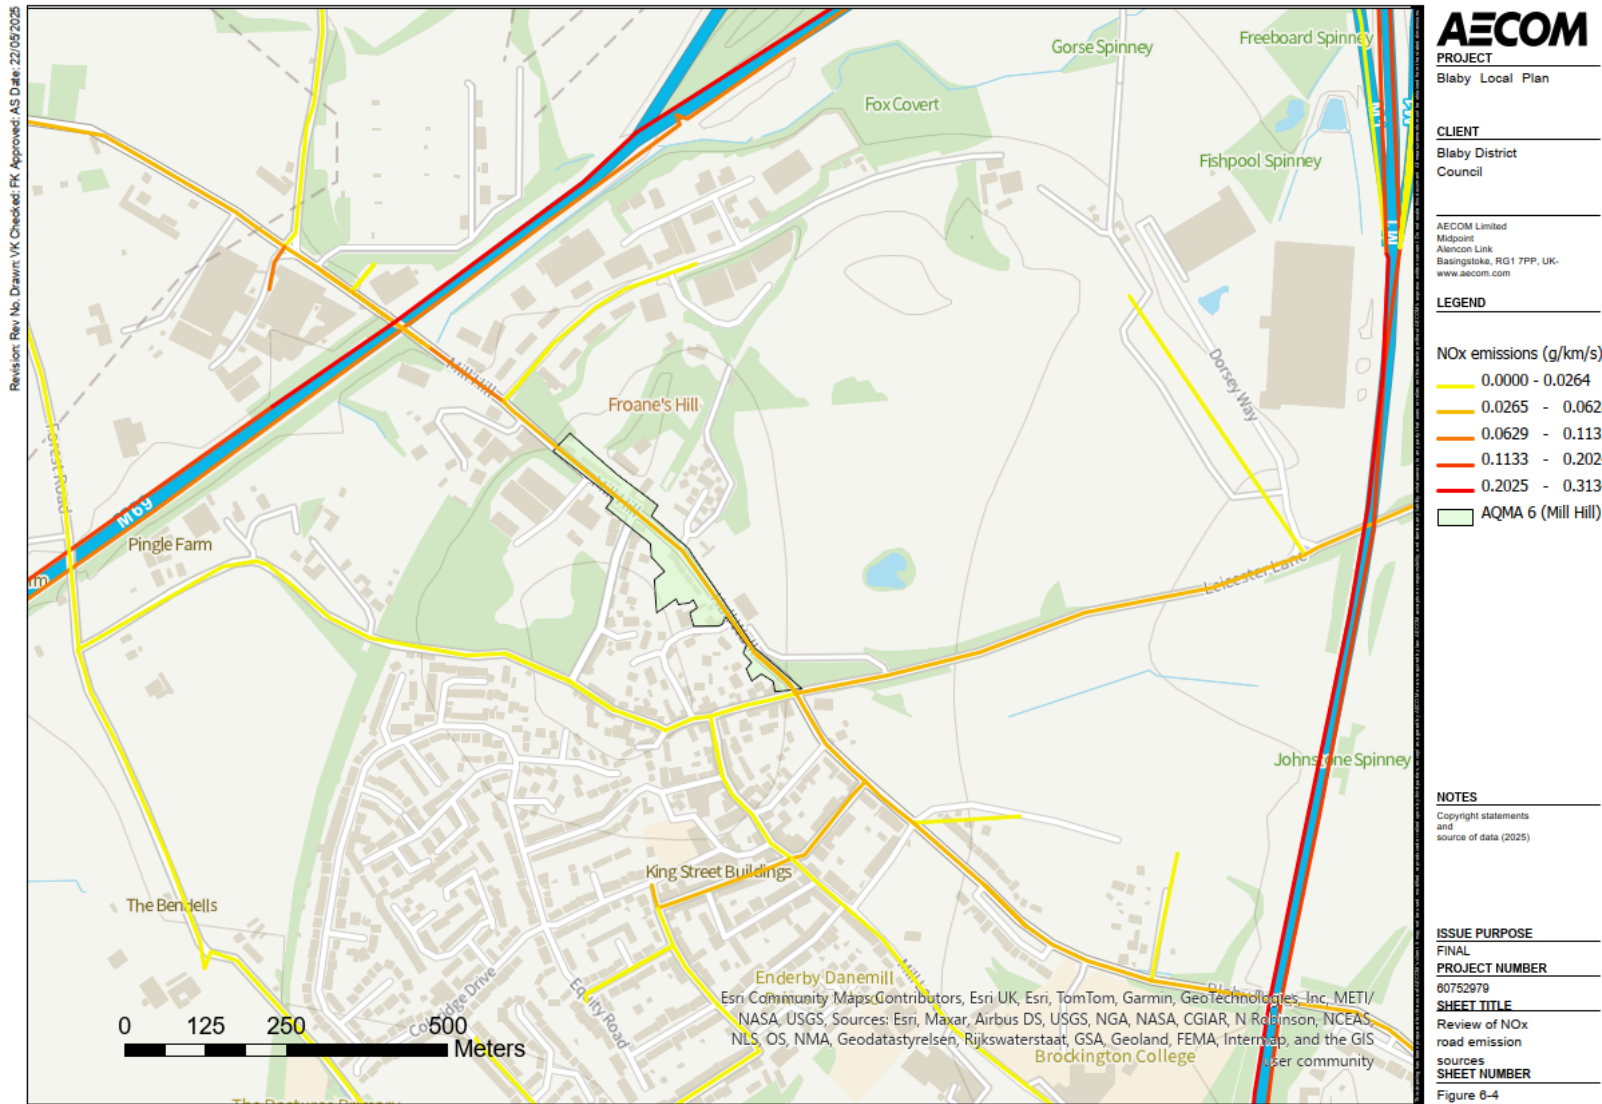 Revision: Rev No. Drawn: VK Checked: FK Approved: AS Date: 22/05/2025
Gorse Spinney
Freeboard Spinney
Fox Covert
Fishpool Spinney
M1
Mill Hill
Froane's Hill
Dorsey Way
Forest Road
M69
Pingle Farm
rm
Mill Hill
Hall Walk
Leicester Lane
Johnstone Spinney
King Street Buildings
The Bendells
Equity Road
Enderby Danemill
Brockington College
The Pastures Primary
0 125 250 500
Meters
Esri Community Maps Contributors, Esri UK, Esri, TomTom, Garmin, GeoTechnologies, Inc, METI/
NASA, USGS, Sources: Esri, Maxar, Airbus DS, USGS, NGA, NASA, CGIAR, N Robinson, NCEAS,
NLS, OS, NMA, Geodatastyrelsen, Rijkswaterstaat, GSA, Geoland, FEMA, Intermap, and the GIS
user community
AECOM
PROJECT
Blaby Local Plan
CLIENT
Blaby District
Council
AECOM Limited
Midpoint
Alencon Link
Basingstoke, RG1 7PP, UK-
www.aecom.com
LEGEND
NOx emissions (g/km/s)
0.0000 - 0.0264
0.0265 - 0.062
0.0629 - 0.113
0.1133 - 0.202
0.2025 - 0.313
AQMA 6 (Mill Hill)
NOTES
Copyright statements
and
source of data (2025)
ISSUE PURPOSE
FINAL
PROJECT NUMBER
60752979
SHEET TITLE
Review of NOx
road emission
sources
SHEET NUMBER
Figure 6-4